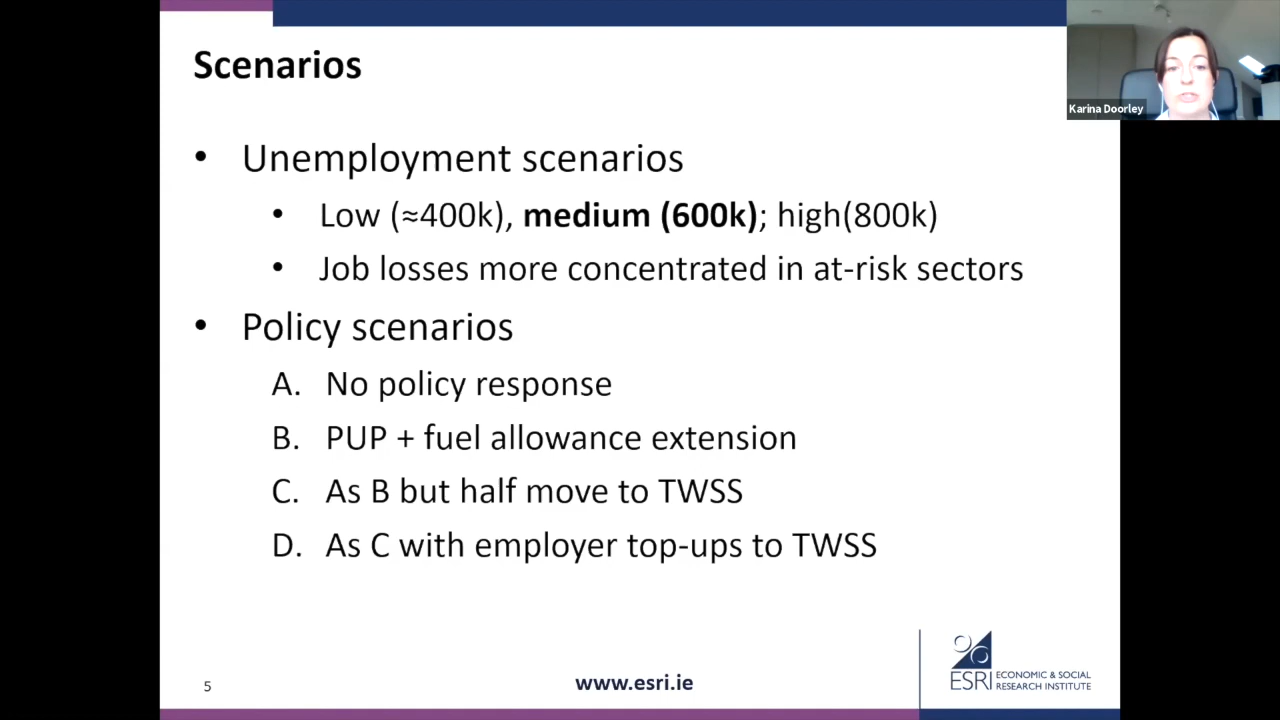 Scenarios
Karina Doorley
• Unemployment scenarios
• Low (≈400k), medium (600k); high(800k)
• Job losses more concentrated in at-risk sectors
• Policy scenarios
A. No policy response
B. PUP + fuel allowance extension
C. As B but half move to TWSS
D. As C with employer top-ups to TWSS
5
www.esri.ie
ESRI
ECONOMIC & SOCIAL
RESEARCH INSTITUTE